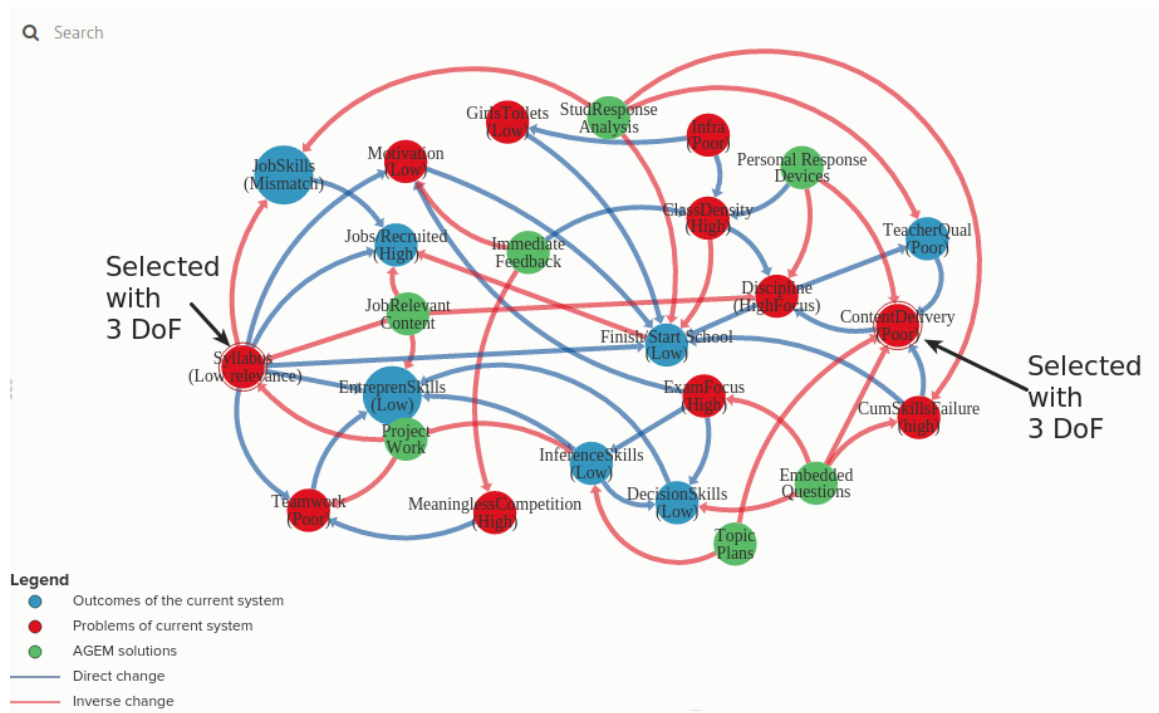 Search
GirlsToilets
(Low)
StudResponse
Analysis
Infra
(Poor)
Motivation
(Low)
Personal Response
Devices
JobSkills
(Mismatch)
ClassDensity
(High)
Jobs/Recruited
(High)
Immediate
Feedback
TeacherQual
(Poor)
Selected
with
3 DoF
Discipline
(HighFocus)
JobRelevant
Content
ContentDelivery
(Poor)
Finish/Start School
(Low)
Syllabus
(Low relevance)
Selected
with
3 DoF
EntreprenSkills
(Low)
ExamFocus
(High)
CumSkillsFailure
(high)
Project
Work
InferenceSkills
(Low)
Embedded
Questions
DecisionSkills
(Low)
Teamwork
(Poor)
MeaninglessCompetition
(High)
Topic
Plans
Legend
Outcomes of the current system
Problems of current system
AGEM solutions
Direct change
Inverse change